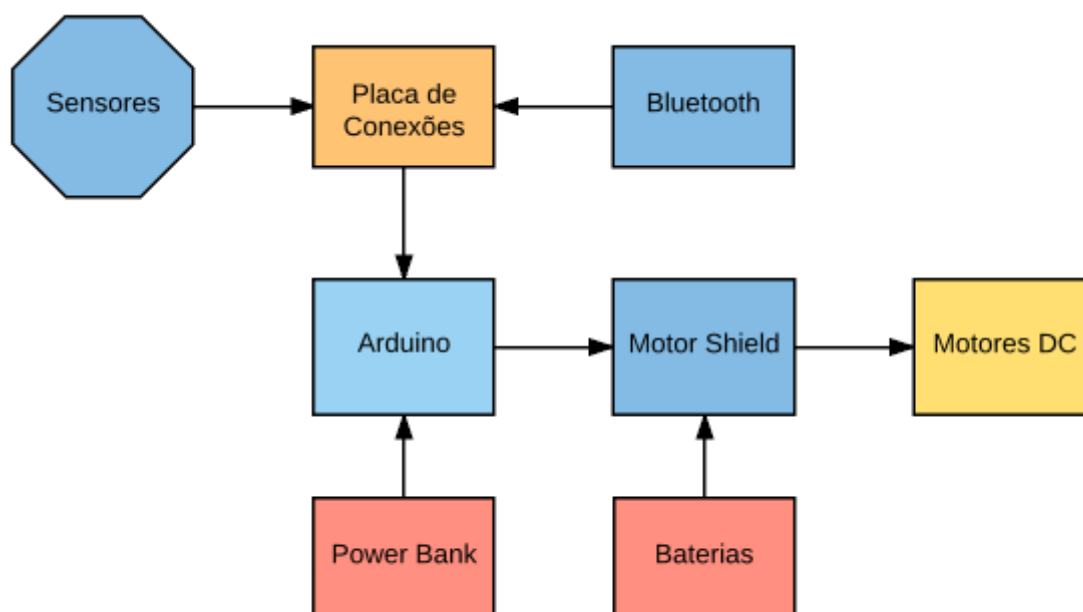 Sensores
Placa de
Conexões
Bluetooth
Arduino
Motor Shield
Motores DC
Power Bank
Baterias